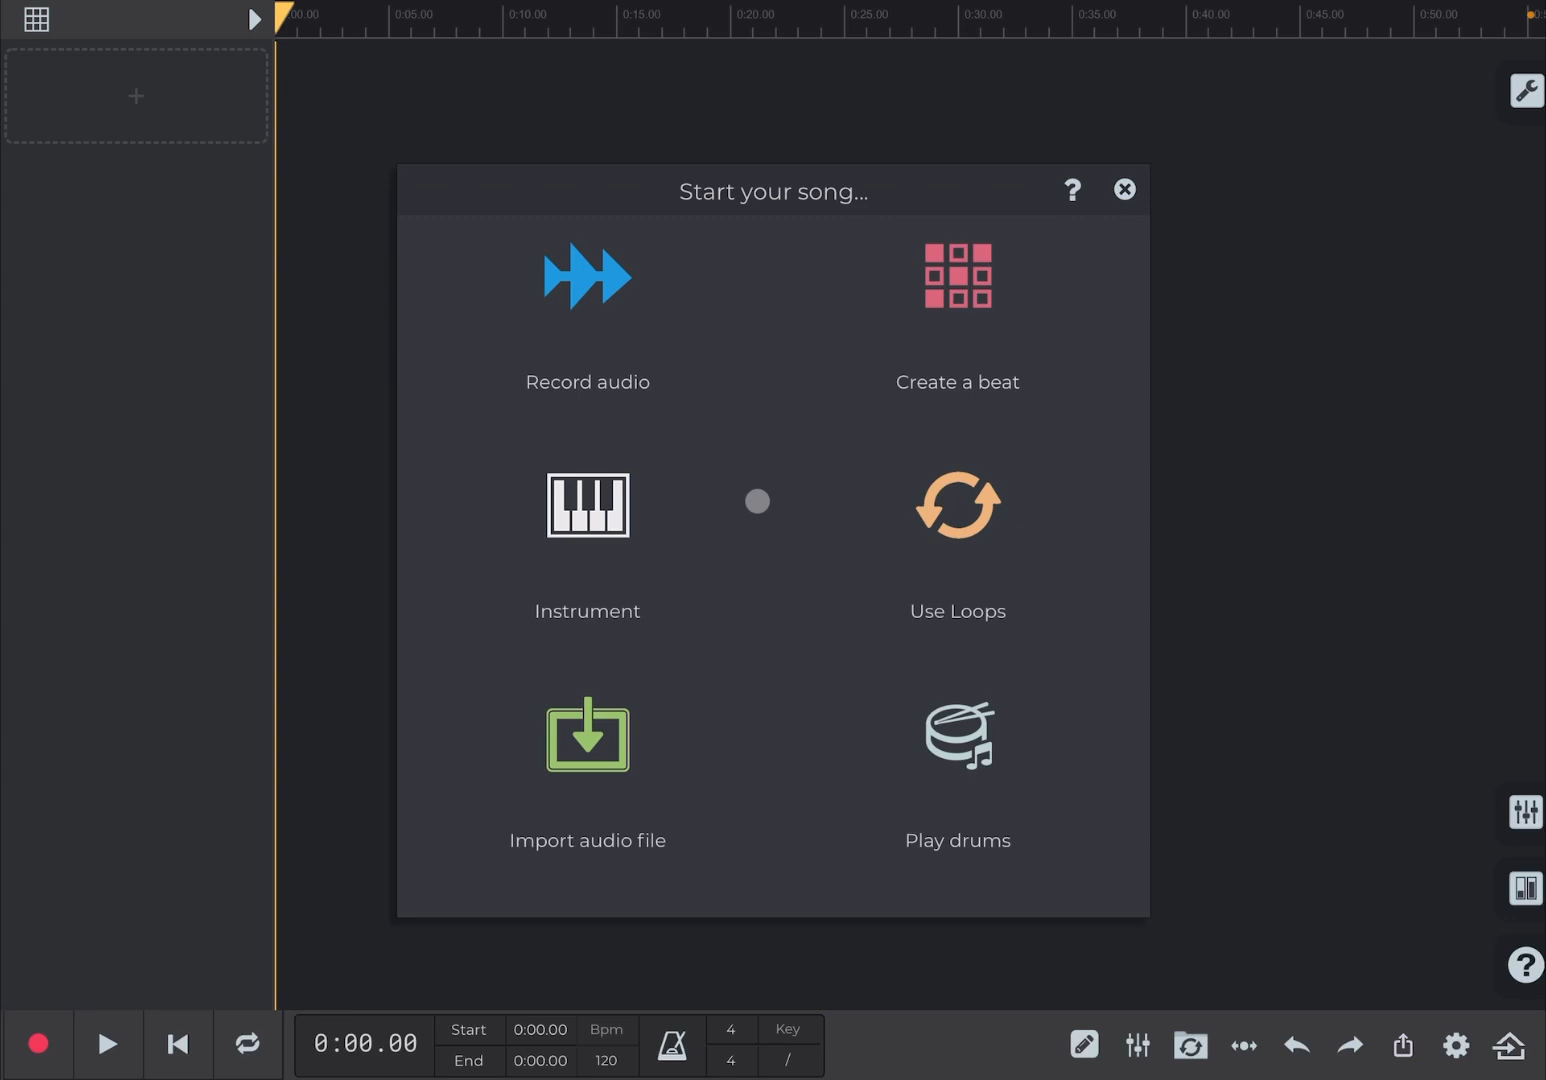 :00.00 0:05.00 0:10.00 0:15.00 0:20.00 0:25.00 0:30.00 0:35.00 0:40.00 0:45.00 0:50.00
+
Start your song... ?
Record audio Create a beat
Instrument Use Loops
Import audio file Play drums
?
0:00.00 Start 0:00.00 Bpm 4 Key
End 0:00.00 120 4 /